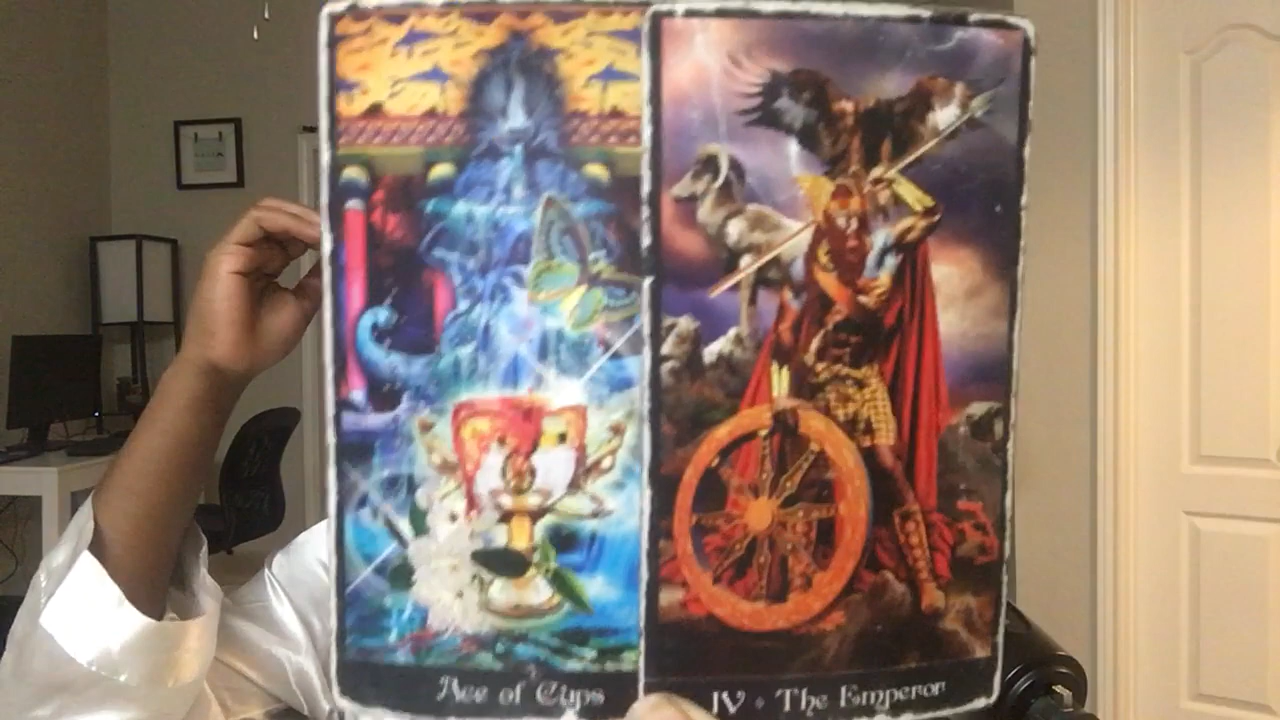 Ace of Cups
IV • The Emperor